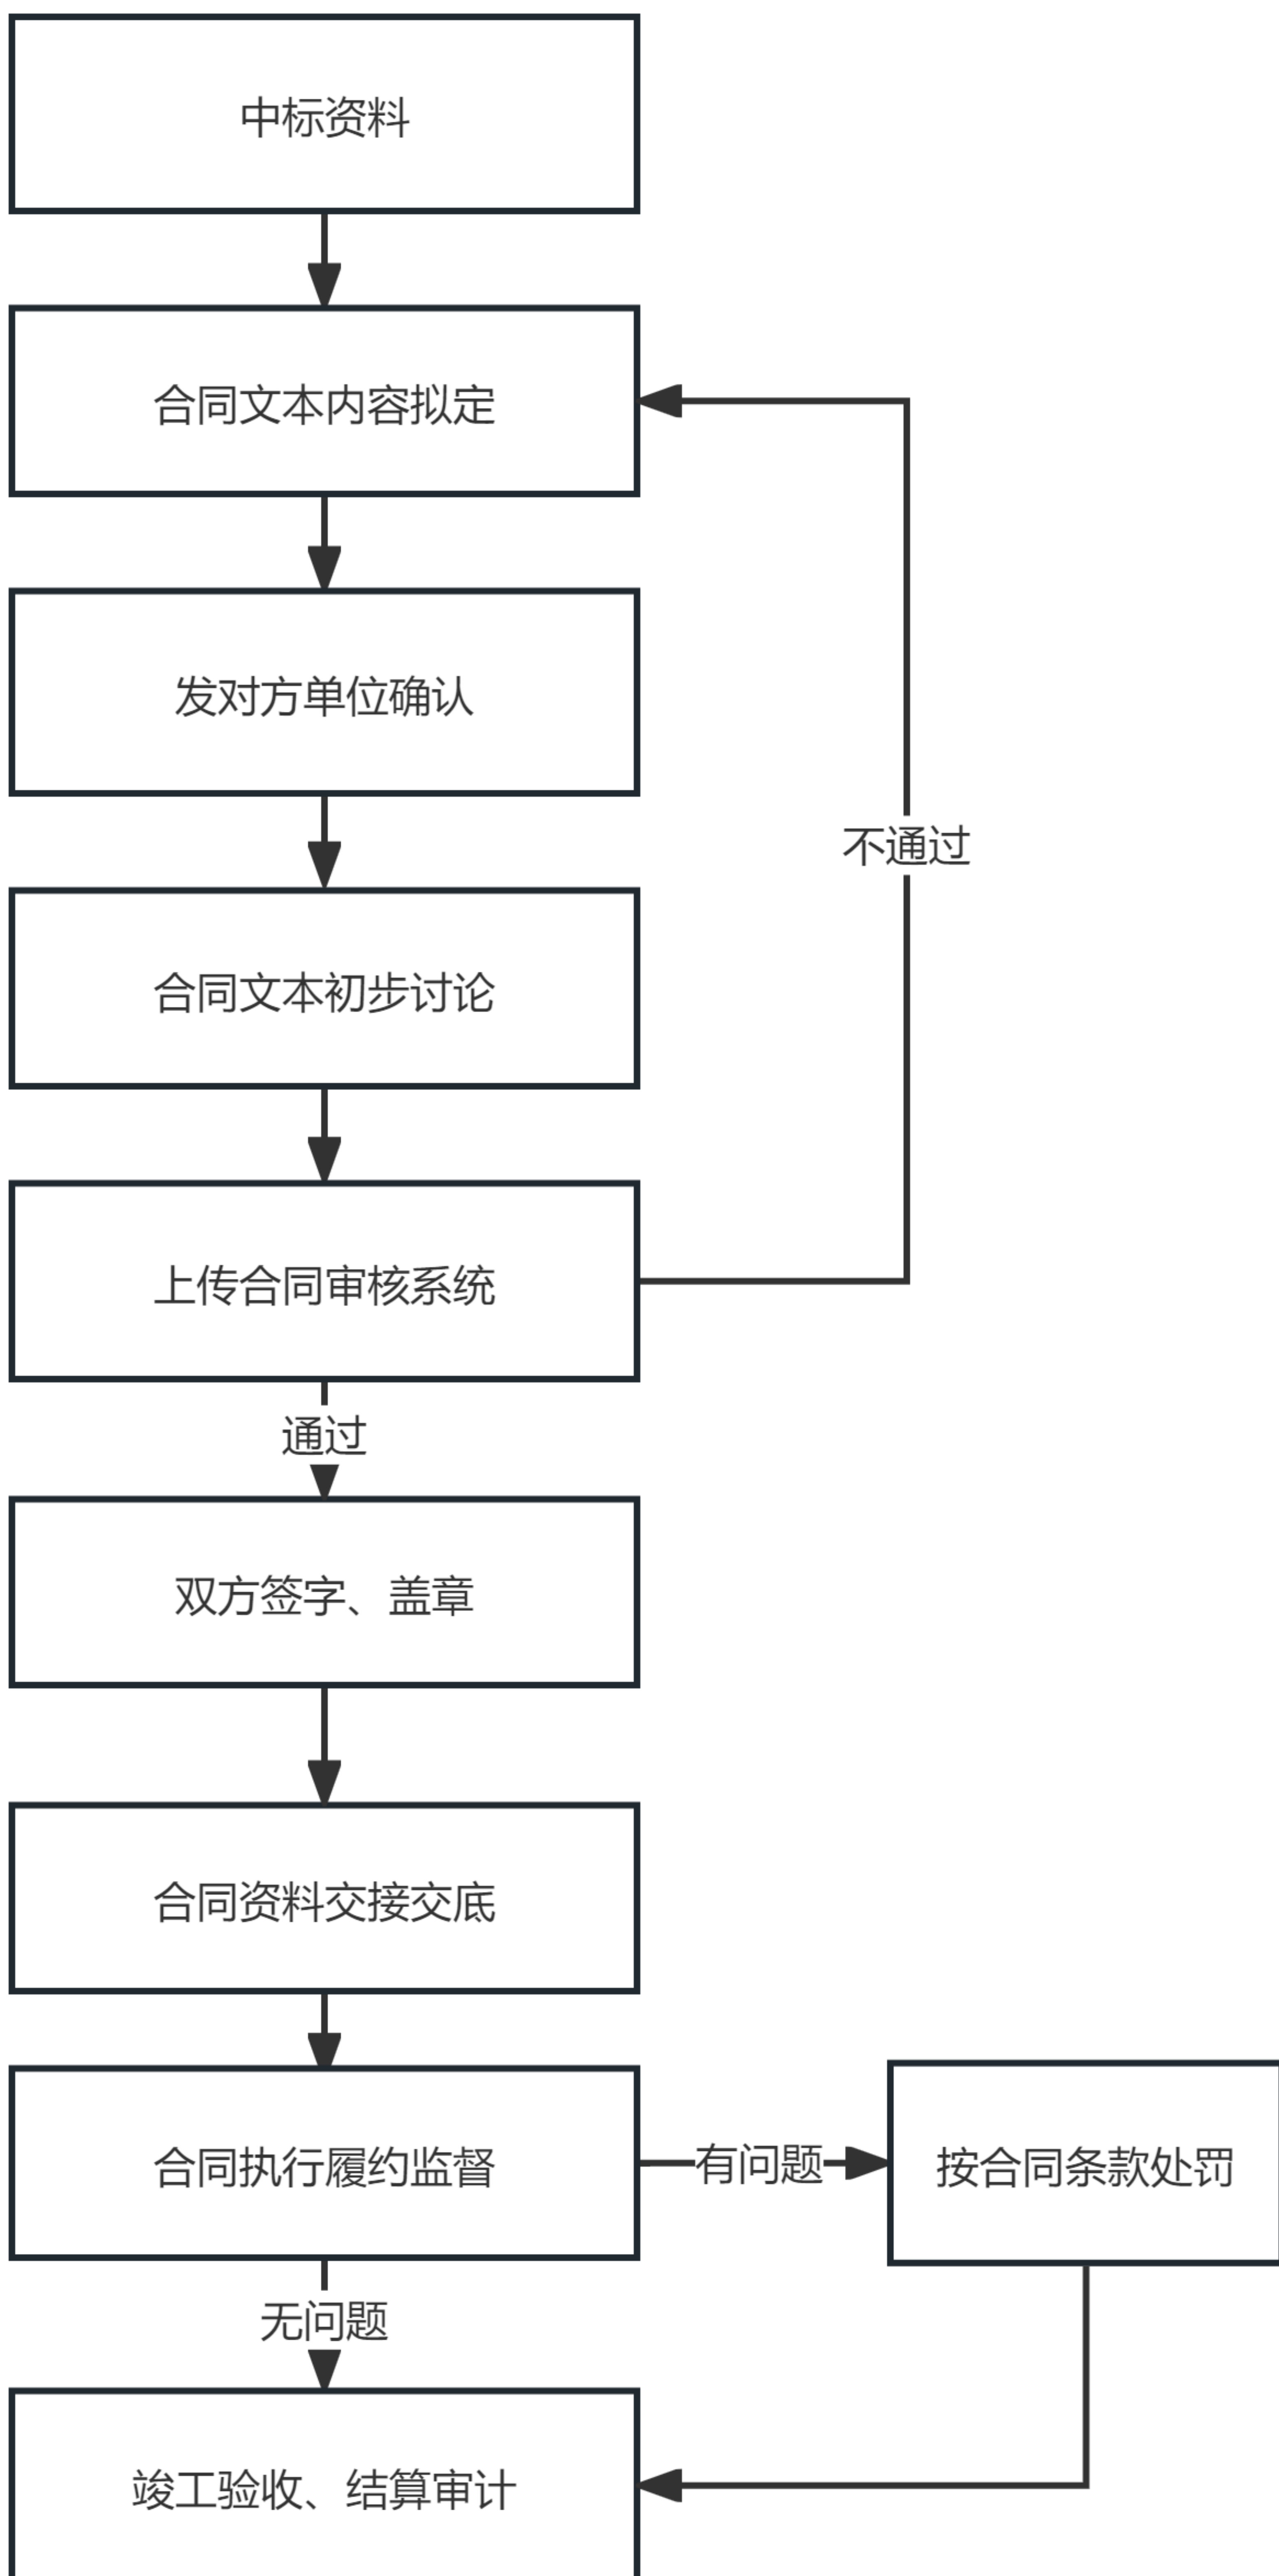 中标资料
合同文本内容拟定
发对方单位确认
不通过
合同文本初步讨论
上传合同审核系统
通过
双方签字、盖章
合同资料交接交底
合同执行履约监督
有问题
按合同条款处罚
无问题
竣工验收、结算审计